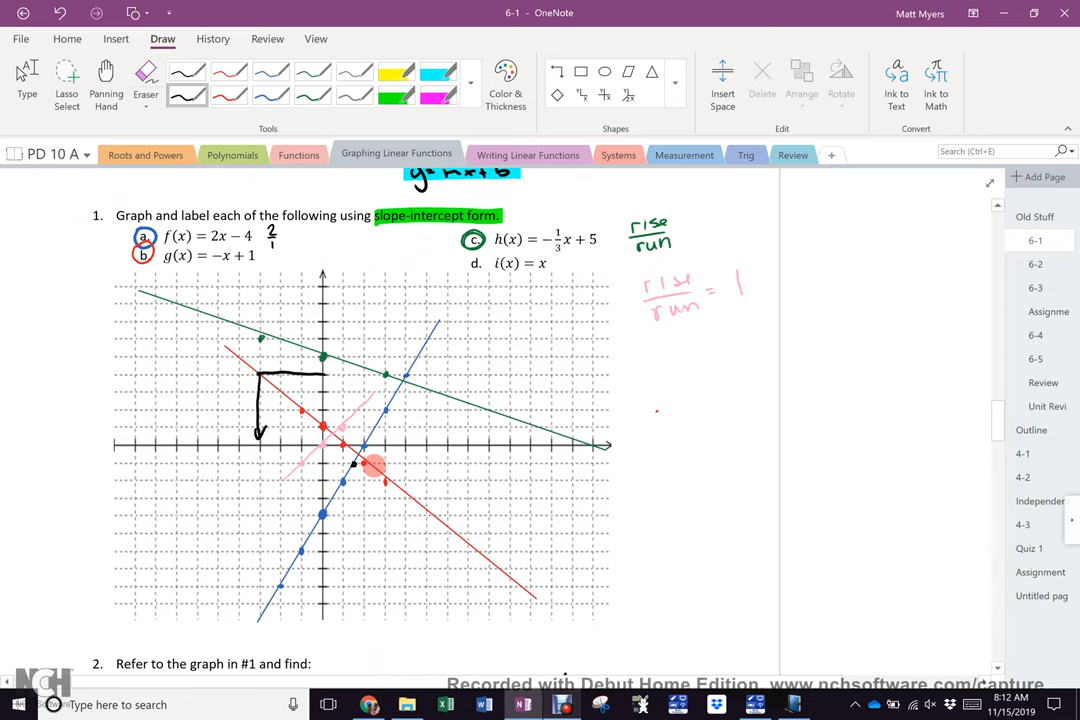 6-1 - OneNote
Matt Myers
File Home Insert Draw History Review View
Type
Lasso Select
Panning Hand
Eraser
Color & Thickness
Insert Space
Delete
Arrange
Rotate
Ink to Text
Ink to Math
Tools
Shapes
Edit
Convert
PD 10 A
Roots and Powers
Polynomials
Functions
Graphing Linear Functions
Writing Linear Functions
Systems
Measurement
Trig
Review
Search (Ctrl+E)
Add Page
y=mx+b
1. Graph and label each of the following using slope-intercept form.
a. f(x) = 2x − 4 2/1
b. g(x) = −x + 1
c. h(x) = −1/3x + 5
d. i(x) = x
rise/run
rise/run = 1
2. Refer to the graph in #1 and find:
Old Stuff
6-1
6-2
6-3
Assignme
6-4
6-5
Review
Unit Revi
Outline
4-1
4-2
Independen
4-3
Quiz 1
Assignment
Untitled pag
NCH
NCH Software
Recorded with Debut Home Edition. www.nchsoftware.com/capture
Type here to search
8:12 AM
11/15/2019